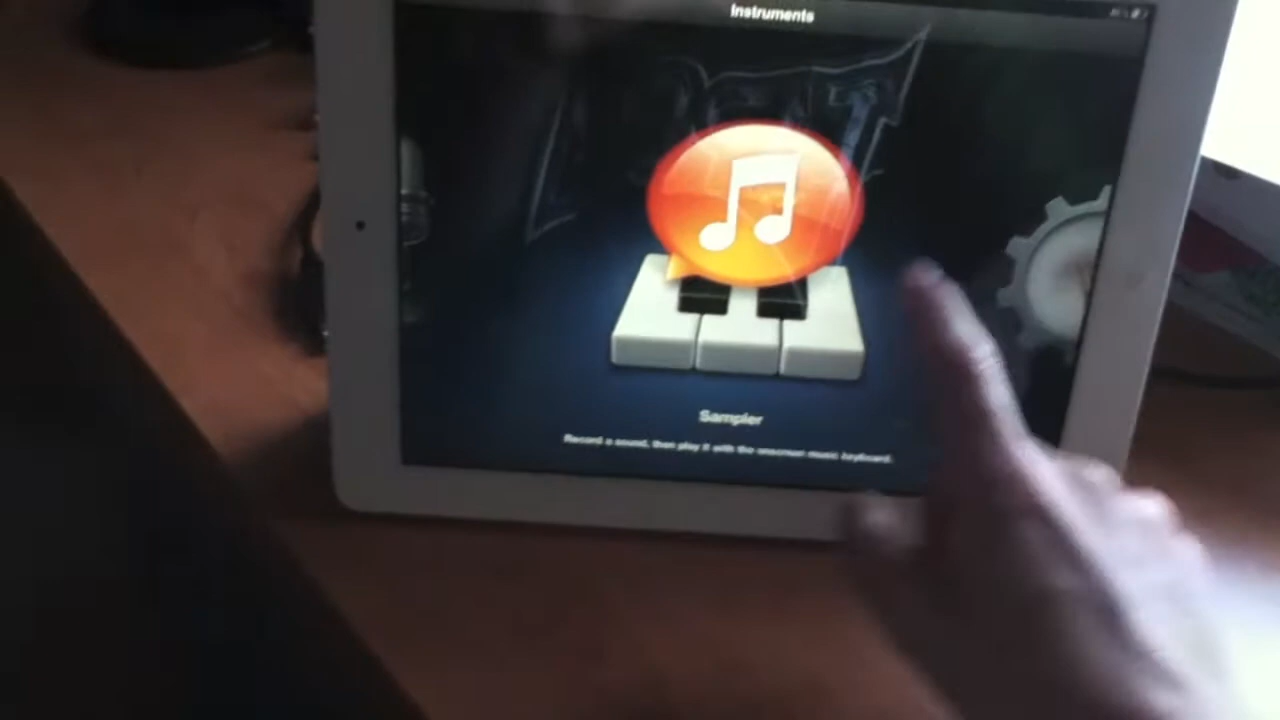 Instruments
Sampler
Record a sound, then play it with the onscreen music keyboard.